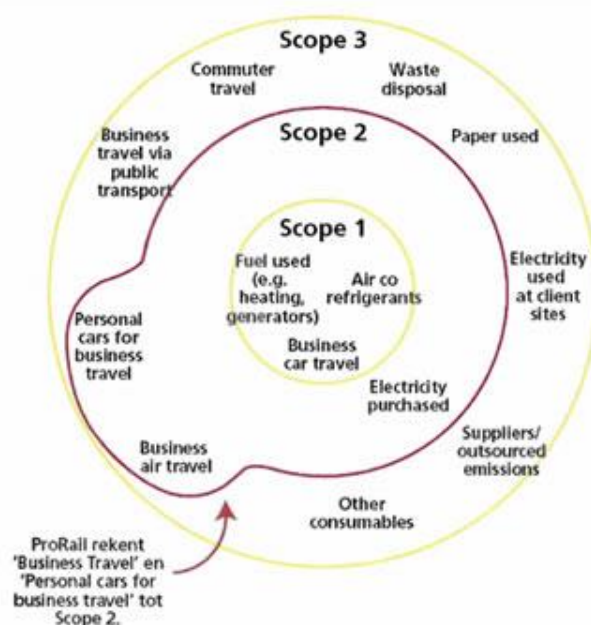 Scope 3
Commuter
travel
Waste
disposal
Business
travel via
public
transport
Scope 2
Paper used
Scope 1
Fuel used
(e.g.
heating,
generators)
Air co
refrigerants
Business
car travel
Electricity
used
at client
sites
Personal
cars for
business
travel
Electricity
purchased
Business
air travel
Suppliers/
outsourced
emissions
Other
consumables
ProRail rekent
'Business Travel' en
'Personal cars for
business travel' tot
Scope 2.